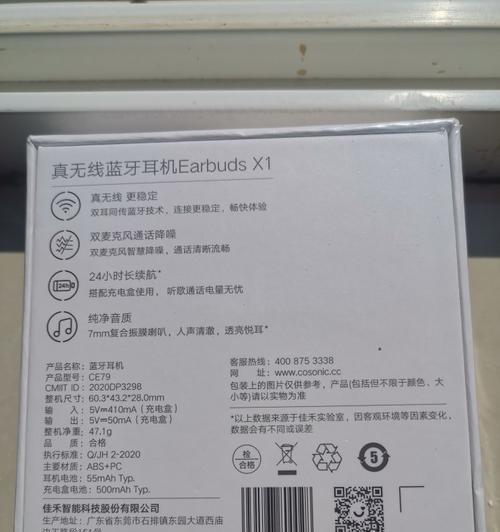 真无线蓝牙耳机Earbuds X1
真无线 更稳定
双耳同传蓝牙技术，连接更稳定，畅快体验
双麦克风通话降噪
双麦克风智慧降噪，通话清晰流畅
24h
24小时长续航*
搭配充电盒使用， 听歌通话电量无忧
纯净音质
7mm复合振膜喇叭，人声清澈，透亮悦耳*
产品名称：蓝牙耳机
产品型号：CE79
CMIIT ID：2020DP3298
整机尺寸：60.3*43.2*28.0mm
输 入：5V⎓410mA（充电盒）
输 出：5V⎓50mA（充电盒）
整机净重：47.1g
品 质：合格
执行标准：Q/JH 2-2020
主要材质：ABS+PC
耳机电池：55mAh Typ.
充电盒电池：500mAh Typ.
佳禾智能科技股份有限公司
生产地址：广东省东莞市石排镇东园大道西庙
客服热线：400 875 3338
网 址：www.cosonic.cc
包装上的图片仅供参考，产品(包括但不限于颜色、大
小等)请以实物为准
*以上数据来源于佳禾实验室，因客观环境等因素变化，
数据会有不同或误差
检
合格
5